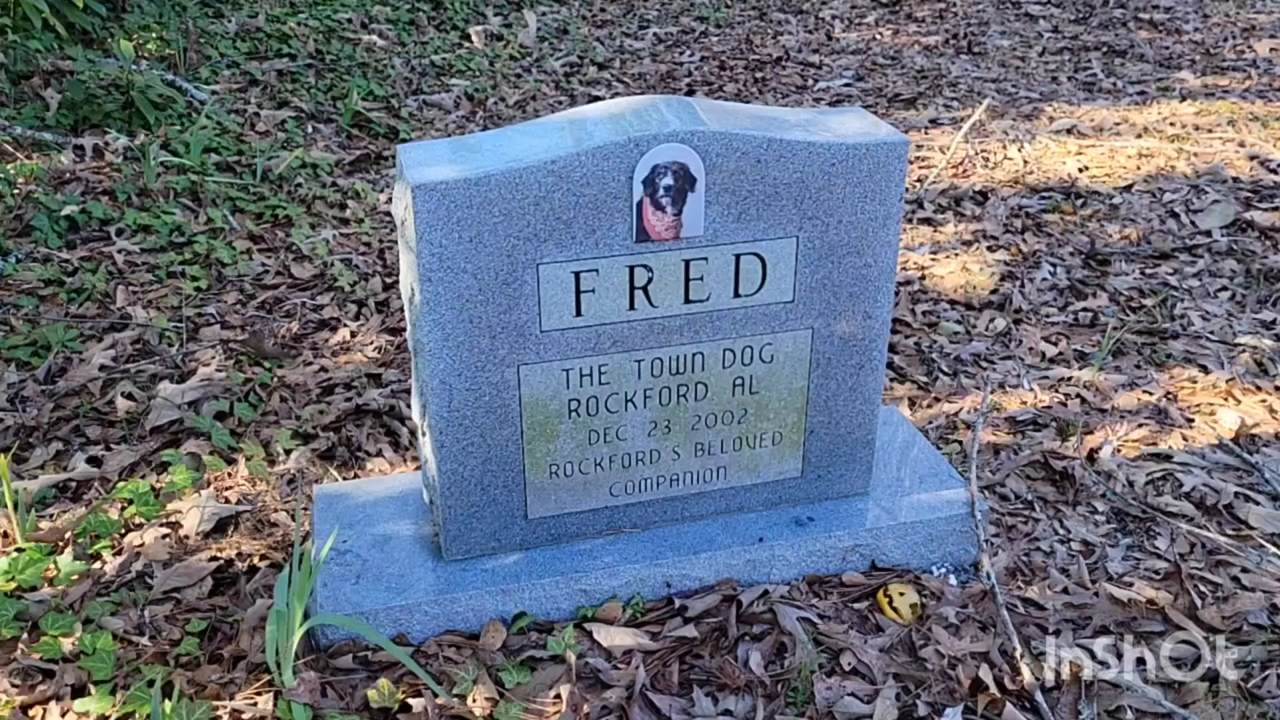 FRED
THE TOWN DOG
ROCKFORD AL
DEC 23 2002
ROCKFORD'S BELOVED
COMPANION
InShOt